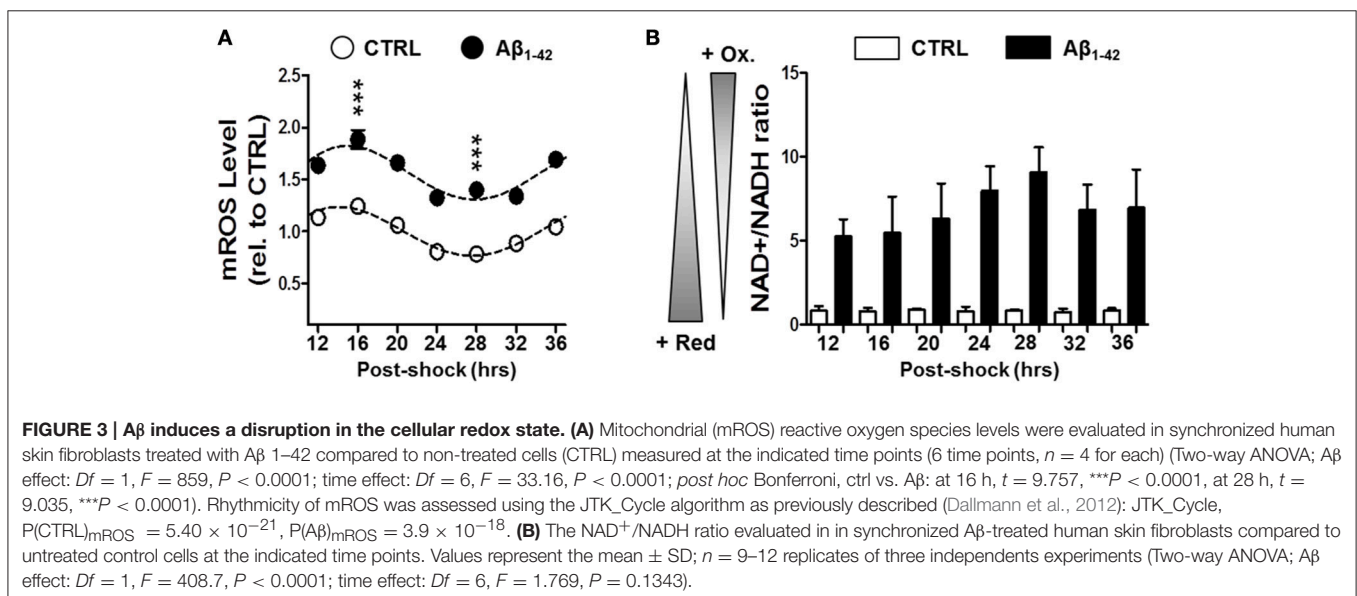 A
CTRL
Aβ1-42
mROS Level
(rel. to CTRL)
2.5
2.0
1.5
1.0
0.5
***
***
12 16 20 24 28 32 36
Post-shock (hrs)
B
CTRL
Aβ1-42
+ Ox.
+ Red
NAD+/NADH ratio
15
10
5
0
12 16 20 24 28 32 36
Post-shock (hrs)
FIGURE 3 | Aβ induces a disruption in the cellular redox state. (A) Mitochondrial (mROS) reactive oxygen species levels were evaluated in synchronized human
skin fibroblasts treated with Aβ 1–42 compared to non-treated cells (CTRL) measured at the indicated time points (6 time points, n = 4 for each) (Two-way ANOVA; Aβ
effect: Df = 1, F = 859, P < 0.0001; time effect: Df = 6, F = 33.16, P < 0.0001; post hoc Bonferroni, ctrl vs. Aβ: at 16 h, t = 9.757, ***P < 0.0001, at 28 h, t =
9.035, ***P < 0.0001). Rhythmicity of mROS was assessed using the JTK_Cycle algorithm as previously described (Dallmann et al., 2012): JTK_Cycle,
P(CTRL)mROS = 5.40 × 10⁻²¹, P(Aβ)mROS = 3.9 × 10⁻¹⁸. (B) The NAD⁺/NADH ratio evaluated in in synchronized Aβ-treated human skin fibroblasts compared to
untreated control cells at the indicated time points. Values represent the mean ± SD; n = 9–12 replicates of three independents experiments (Two-way ANOVA; Aβ
effect: Df = 1, F = 408.7, P < 0.0001; time effect: Df = 6, F = 1.769, P = 0.1343).